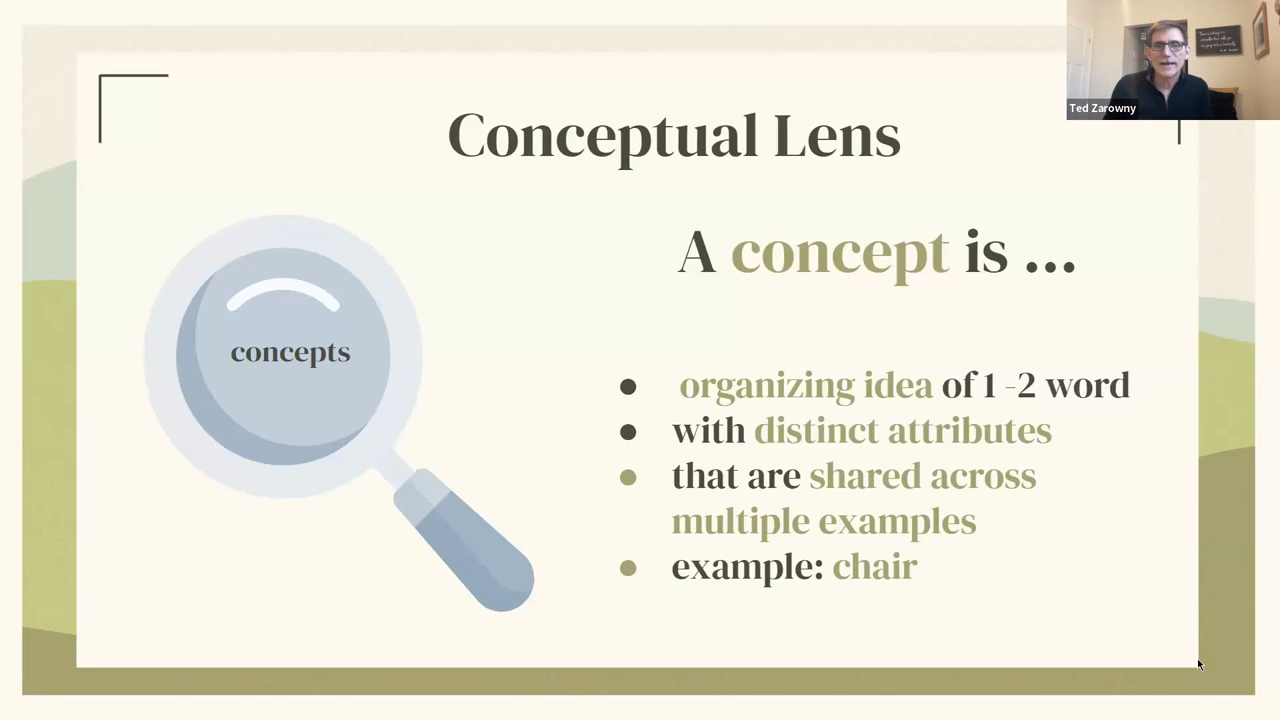 Conceptual Lens
A concept is ...
concepts
● organizing idea of 1 -2 word
● with distinct attributes
● that are shared across
multiple examples
● example: chair
Ted Zarowny